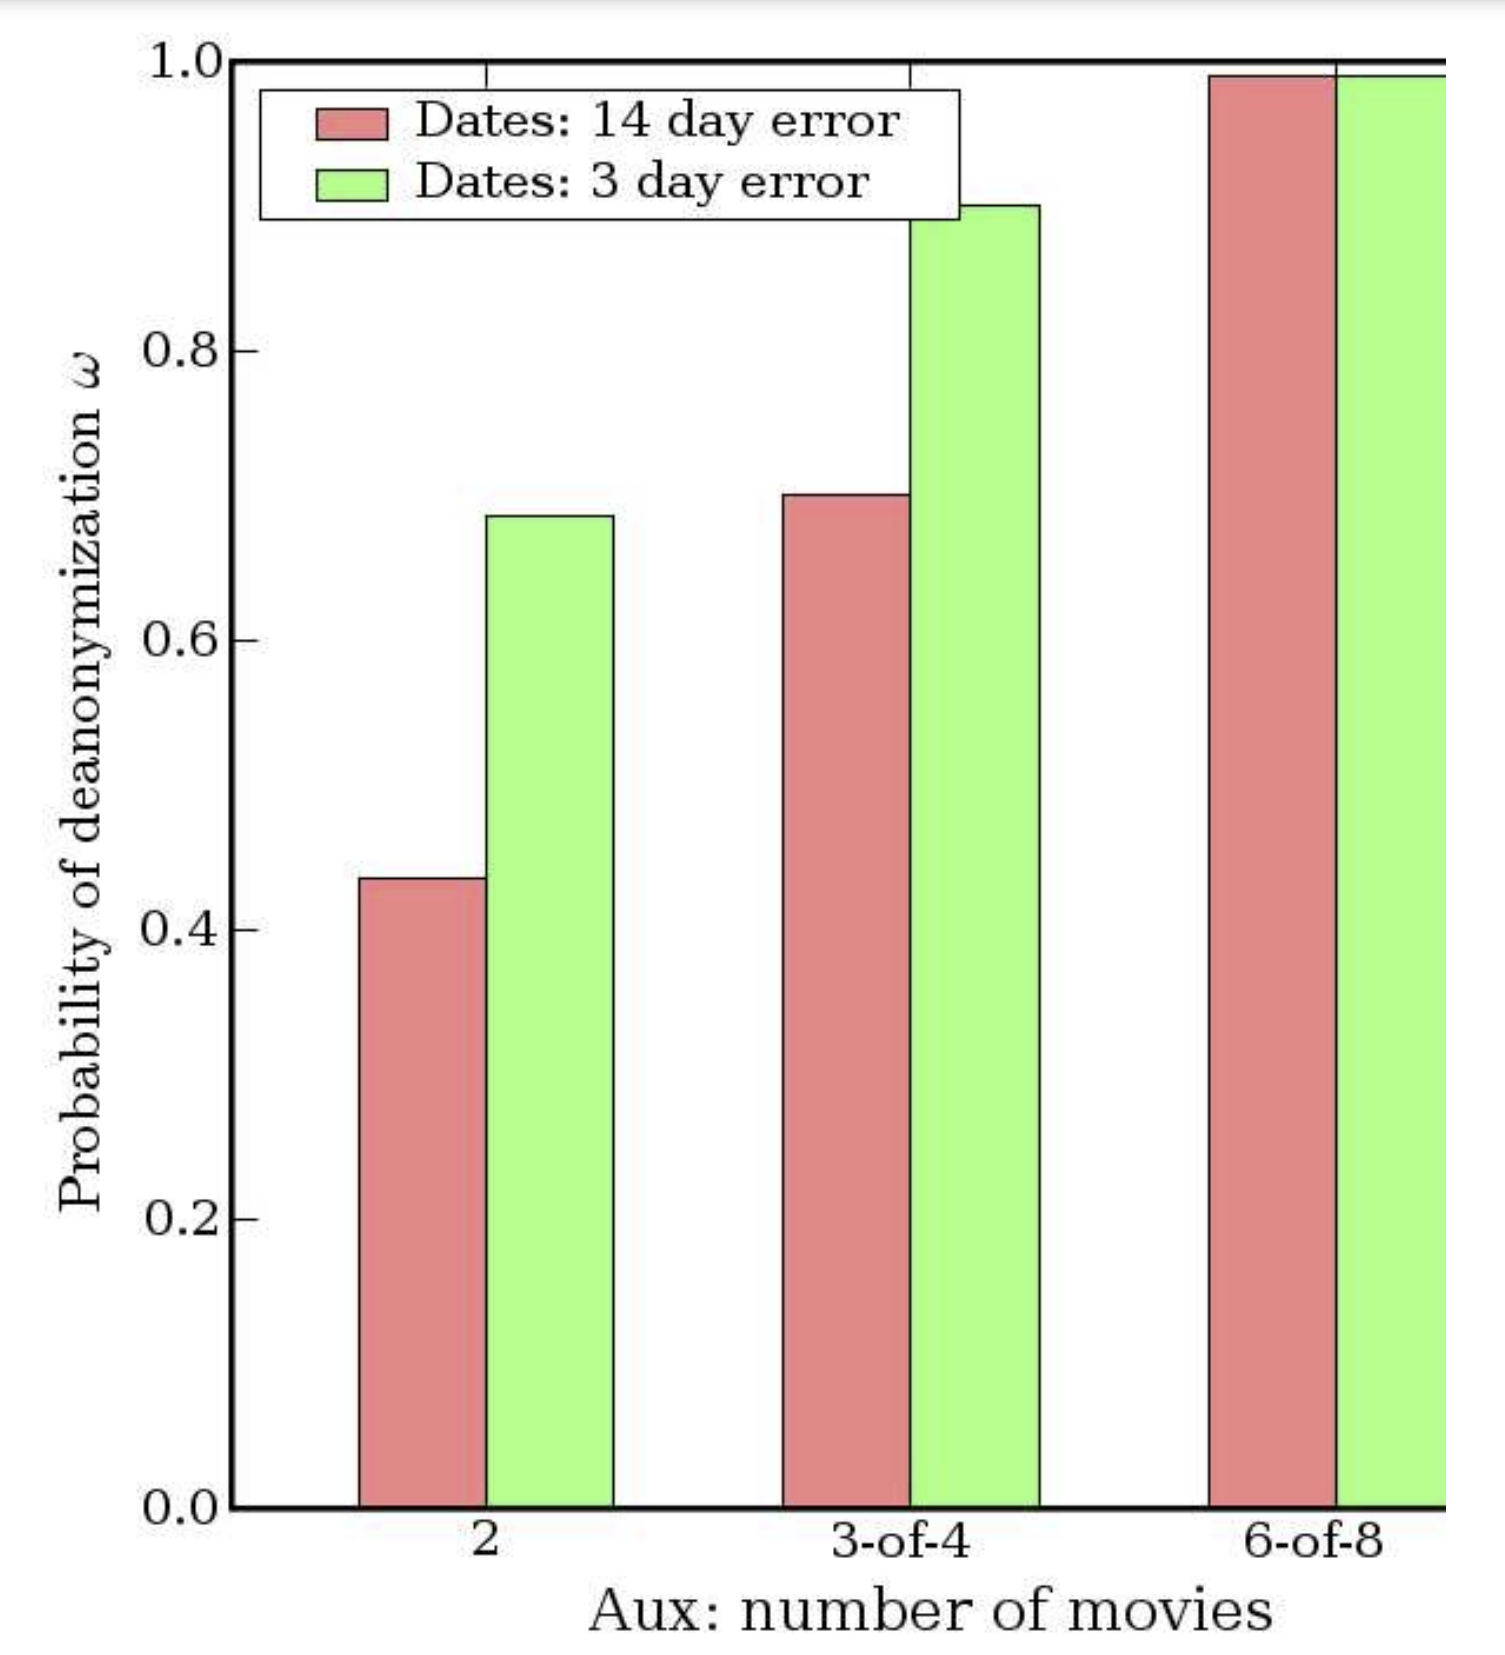 1.0
Dates: 14 day error
Dates: 3 day error
0.8
0.6
0.4
0.2
0.0
Probability of deanonymization ω
2 3-of-4 6-of-8
Aux: number of movies